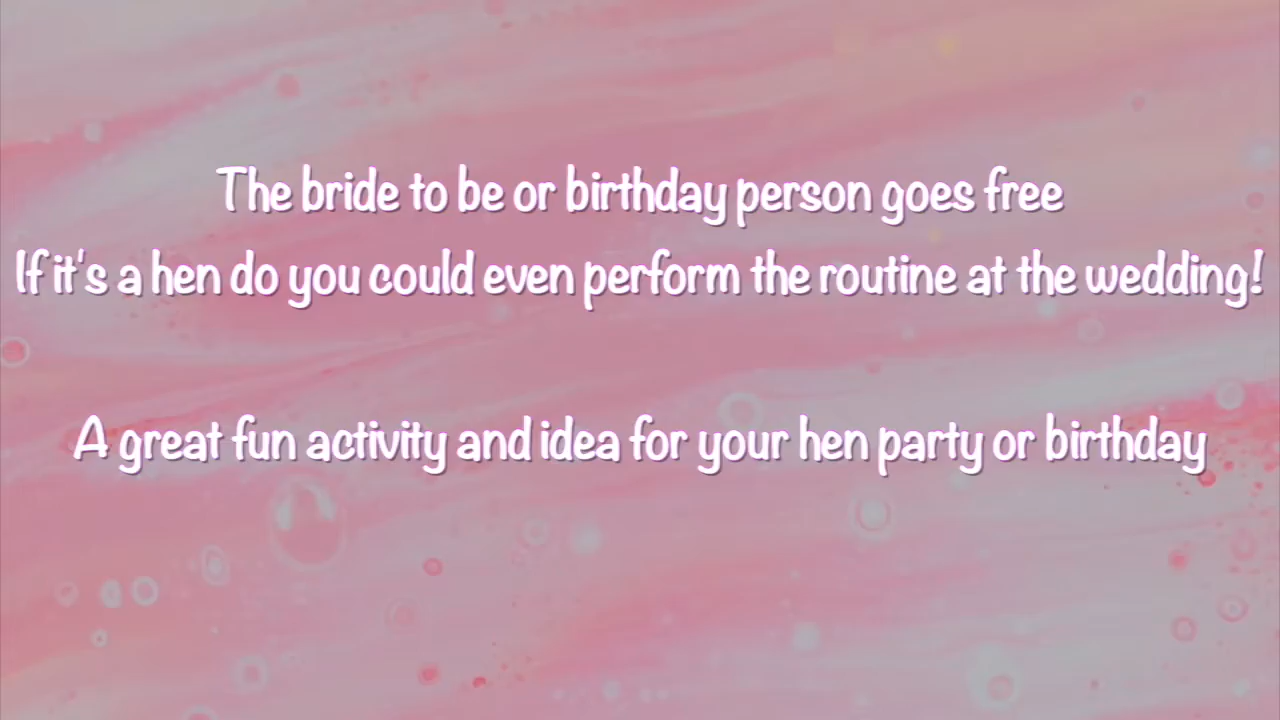 The bride to be or birthday person goes free
If it's a hen do you could even perform the routine at the wedding!
A great fun activity and idea for your hen party or birthday